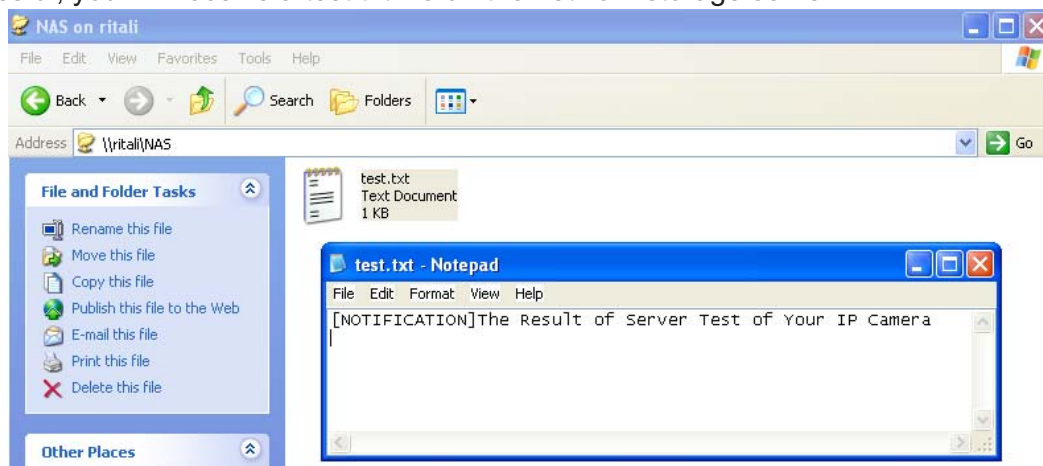 NAS on ritali
File Edit View Favorites Tools Help
Back Search Folders
Address \\ritali\NAS Go
File and Folder Tasks
Rename this file
Move this file
Copy this file
Publish this file to the Web
E-mail this file
Print this file
Delete this file
Other Places
test.txt
Text Document
1 KB
test.txt - Notepad
File Edit Format View Help
[NOTIFICATION]The Result of Server Test of Your IP Camera